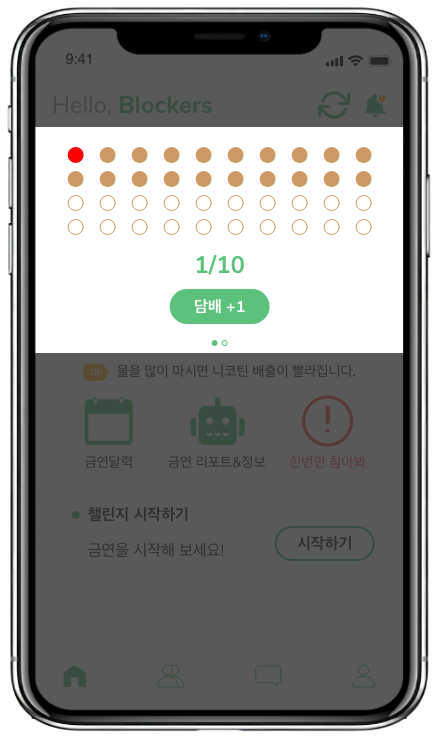 9:41
Hello, Blockers
1/10
담배 +1
TIP 물을 많이 마시면 니코틴 배출이 빨라집니다.
금연달력 금연 리포트&정보 한번만 참아봐
챌린지 시작하기
금연을 시작해 보세요! 시작하기